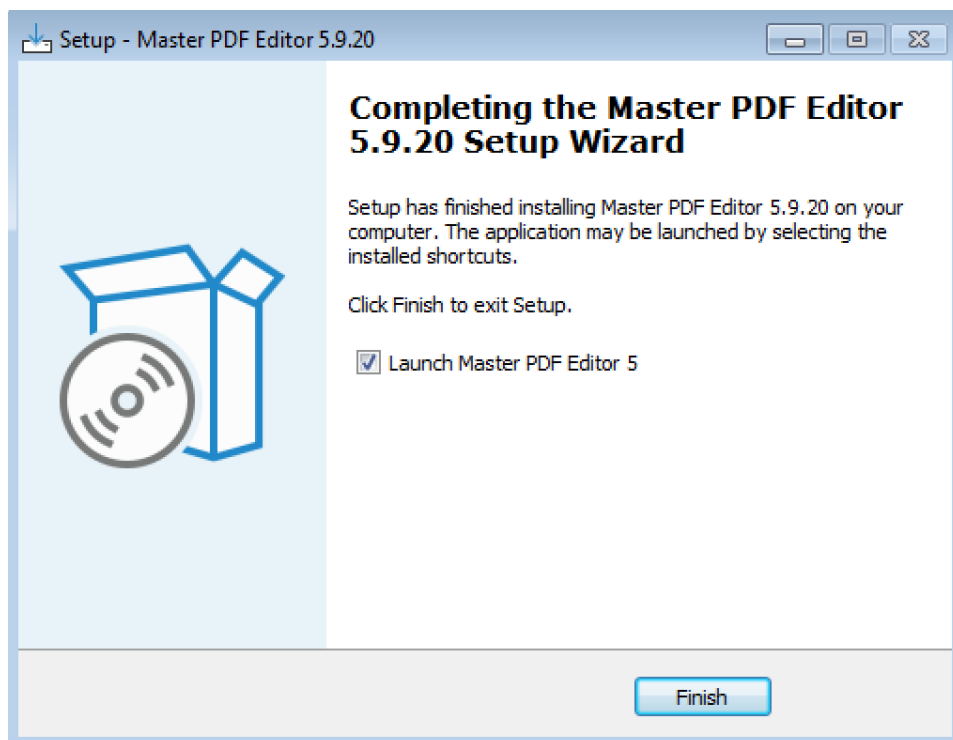 Setup - Master PDF Editor 5.9.20
Completing the Master PDF Editor
5.9.20 Setup Wizard
Setup has finished installing Master PDF Editor 5.9.20 on your
computer. The application may be launched by selecting the
installed shortcuts.
Click Finish to exit Setup.
Launch Master PDF Editor 5
Finish